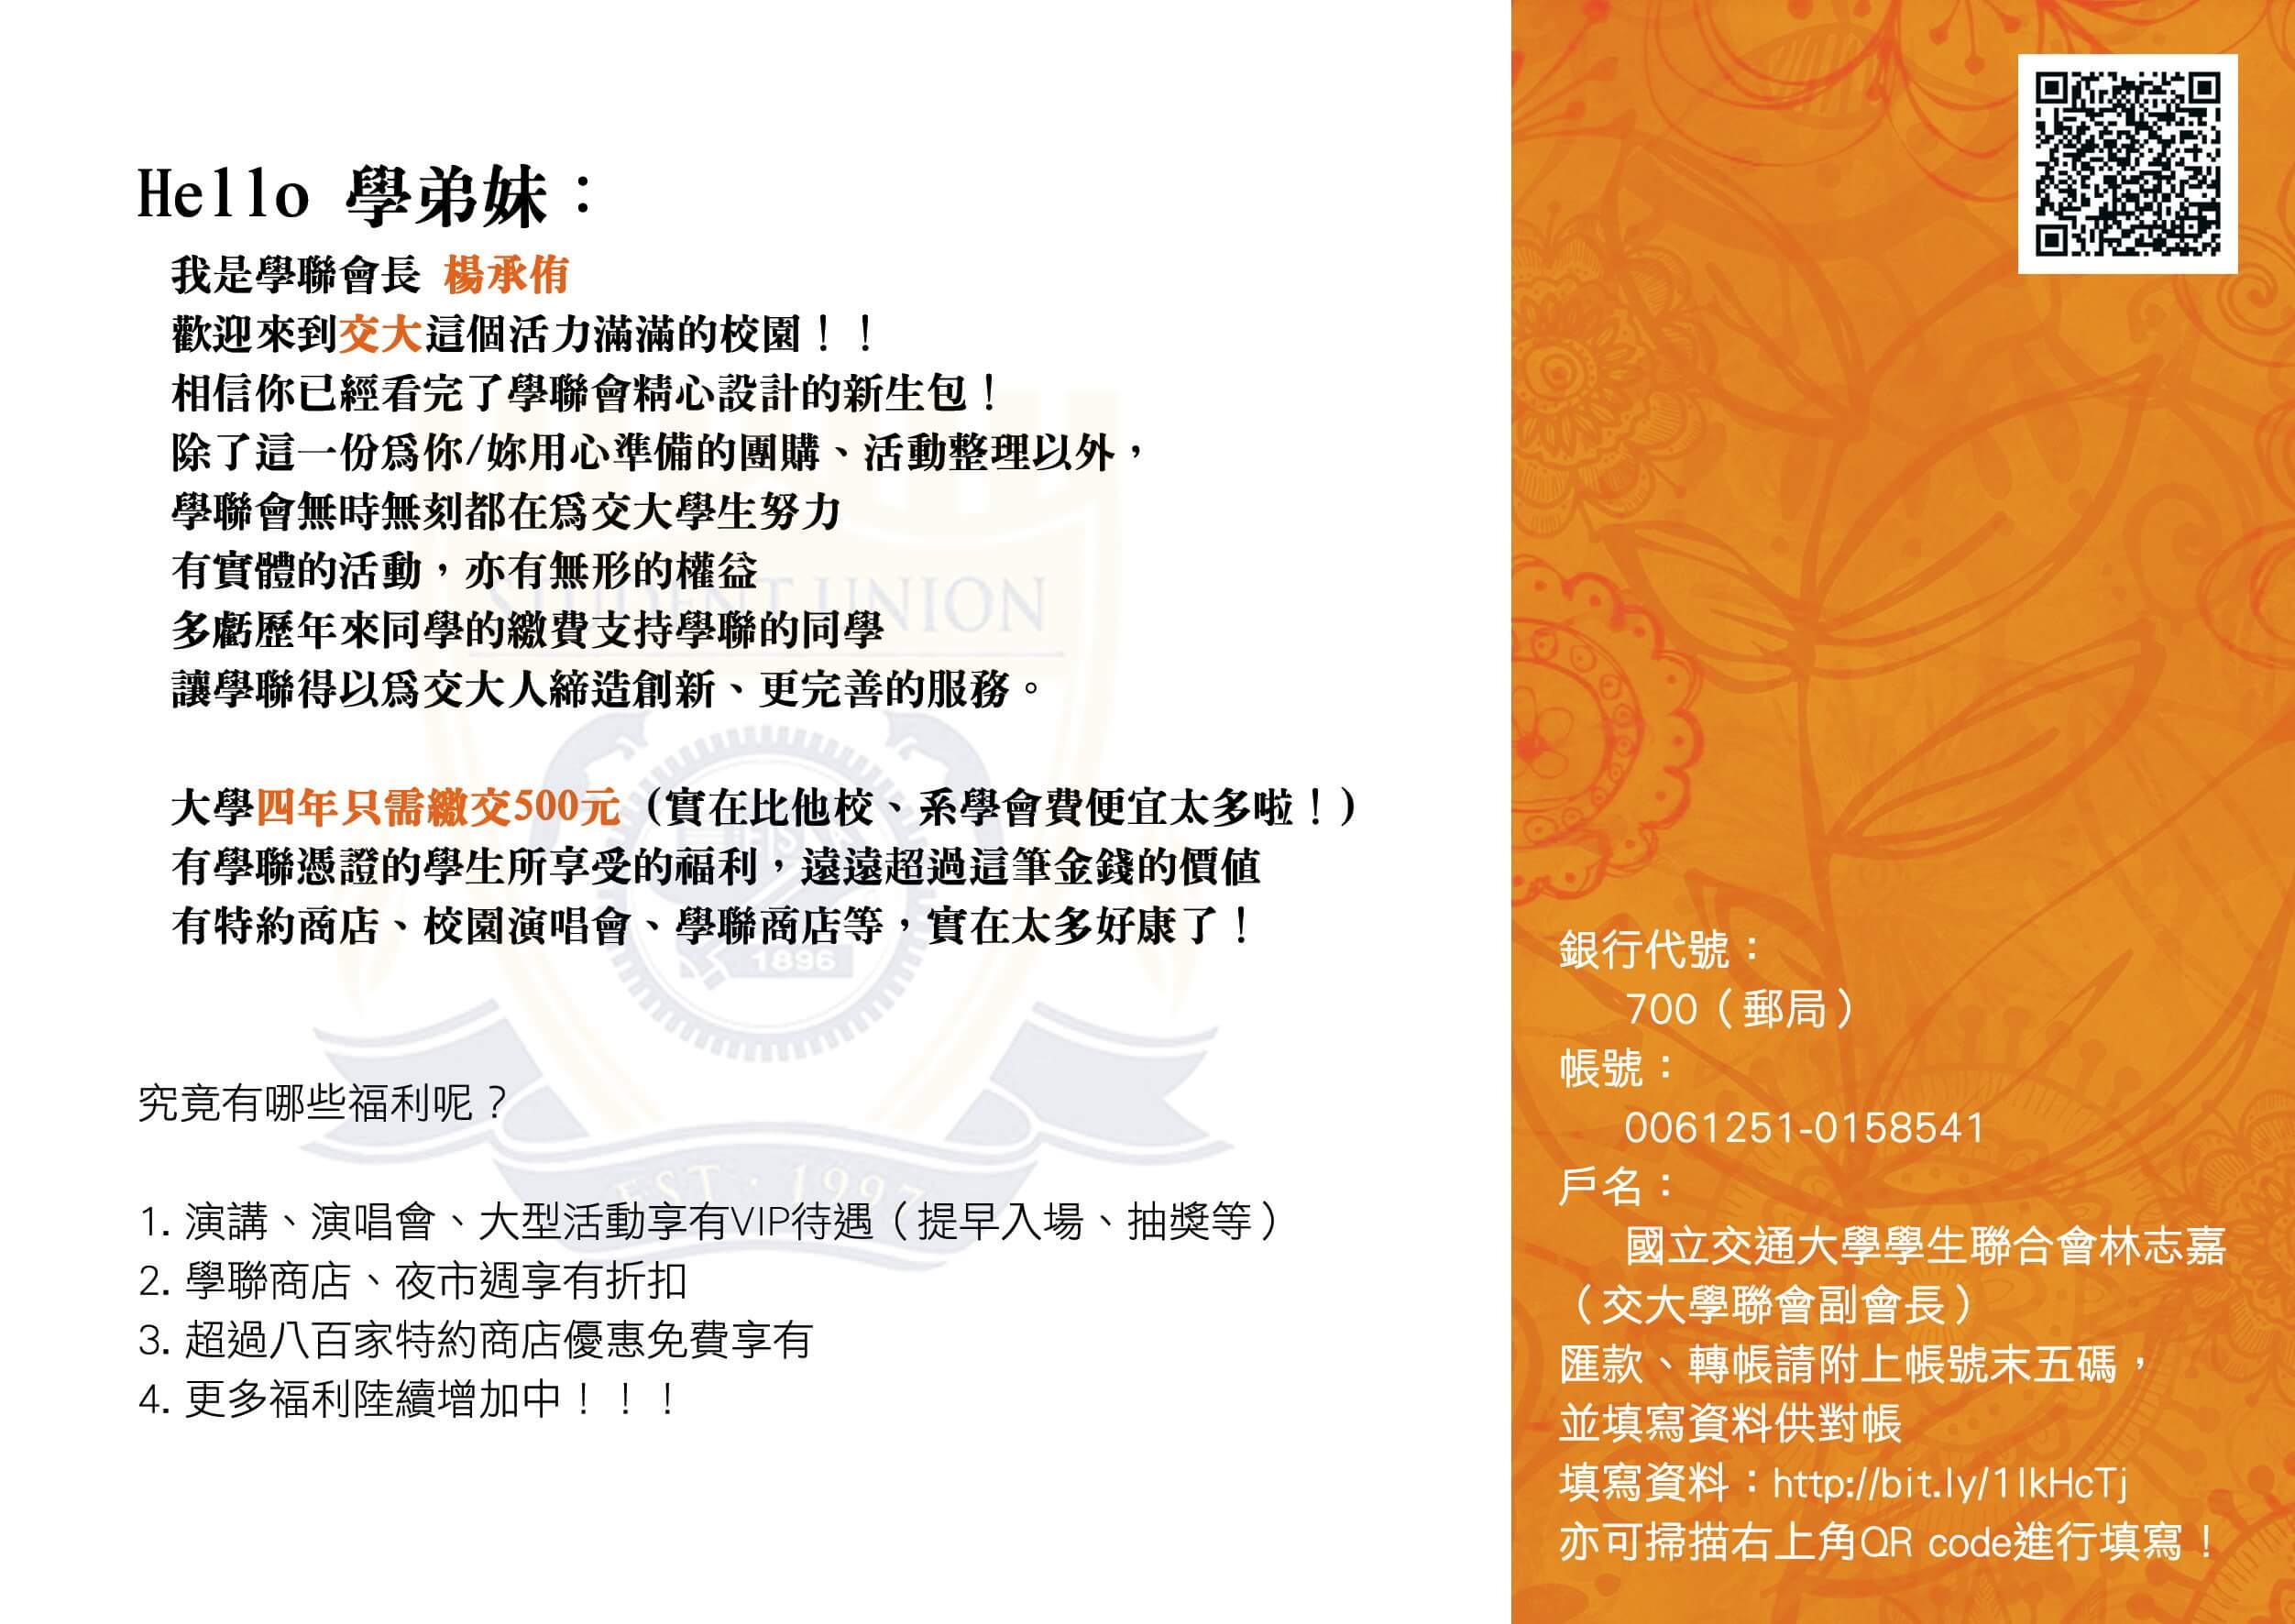 Hello 學弟妹：
我是學聯會長 楊承侑
歡迎來到交大這個活力滿滿的校園！！
相信你已經看完了學聯會精心設計的新生包！
除了這一份為你/妳用心準備的團購、活動整理以外，
學聯會無時無刻都在為交大學生努力
有實體的活動，亦有無形的權益
多虧歷年來同學的繳費支持學聯的同學
讓學聯得以為交大人締造創新、更完善的服務。
大學四年只需繳交500元（實在比他校、系學會費便宜太多啦！）
有學聯憑證的學生所享受的福利，遠遠超過這筆金錢的價值
有特約商店、校園演唱會、學聯商店等，實在太多好康了！
究竟有哪些福利呢？
1. 演講、演唱會、大型活動享有VIP待遇（提早入場、抽獎等）
2. 學聯商店、夜市週享有折扣
3. 超過八百家特約商店優惠免費享有
4. 更多福利陸續增加中！！！
STUDENT UNION
1896
EST · 1997
銀行代號：
700（郵局）
帳號：
0061251-0158541
戶名：
國立交通大學學生聯合會林志嘉
（交大學聯會副會長）
匯款、轉帳請附上帳號末五碼，
並填寫資料供對帳
填寫資料：http://bit.ly/1lkHcTj
亦可掃描右上角QR code進行填寫！